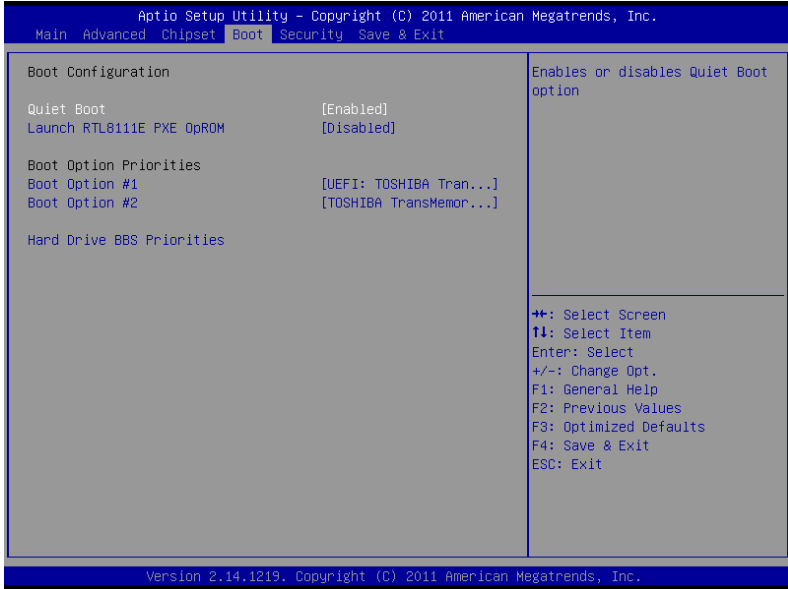 Aptio Setup Utility – Copyright (C) 2011 American Megatrends, Inc.
Main Advanced Chipset Boot Security Save & Exit
Boot Configuration
Quiet Boot [Enabled]
Launch RTL8111E PXE OpROM [Disabled]
Boot Option Priorities
Boot Option #1 [UEFI: TOSHIBA Tran...]
Boot Option #2 [TOSHIBA TransMemor...]
Hard Drive BBS Priorities
Enables or disables Quiet Boot
option
→←: Select Screen
↑↓: Select Item
Enter: Select
+/-: Change Opt.
F1: General Help
F2: Previous Values
F3: Optimized Defaults
F4: Save & Exit
ESC: Exit
Version 2.14.1219. Copyright (C) 2011 American Megatrends, Inc.